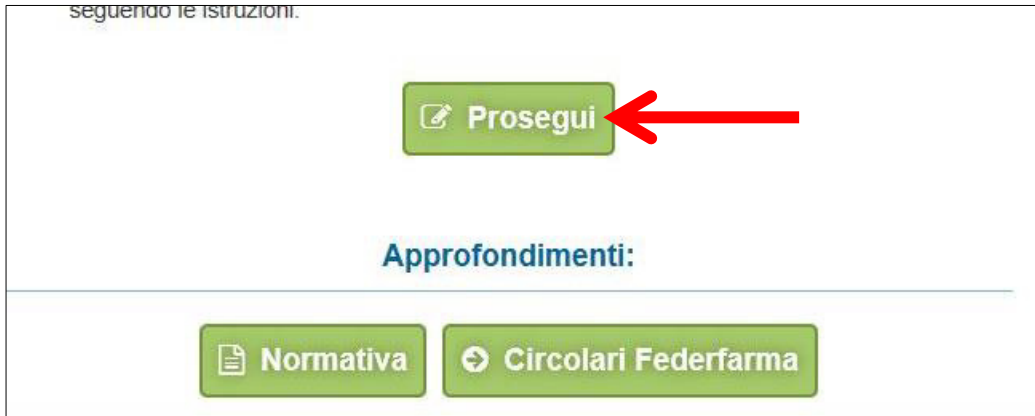 seguendo le istruzioni.
Prosegui
Approfondimenti:
Normativa
Circolari Federfarma